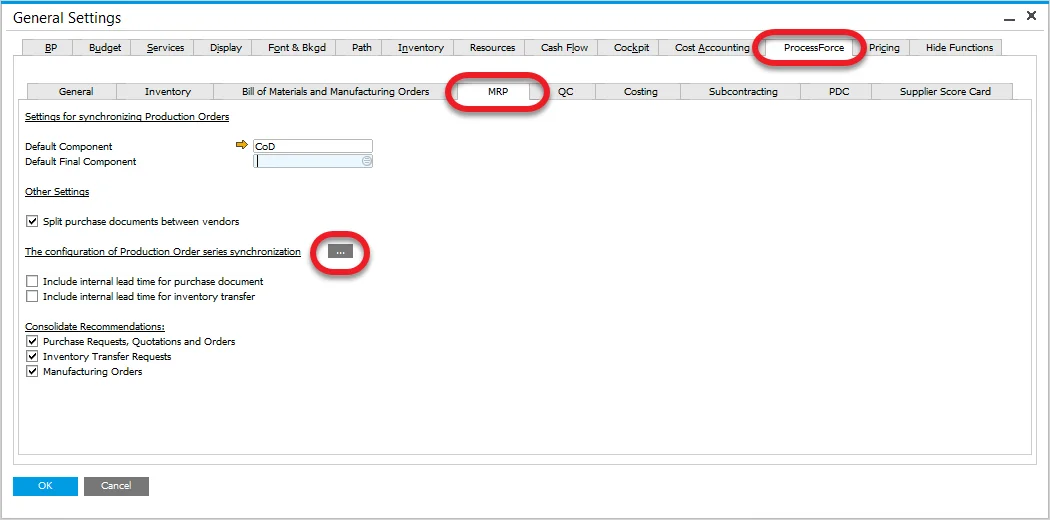 General Settings
BP Budget Services Display Font & Bkgd Path Inventory Resources Cash Flow Cockpit Cost Accounting ProcessForce Pricing Hide Functions
General Inventory Bill of Materials and Manufacturing Orders MRP QC Costing Subcontracting PDC Supplier Score Card
Settings for synchronizing Production Orders
Default Component CoD
Default Final Component
Other Settings
Split purchase documents between vendors
The configuration of Production Order series synchronization ...
Include internal lead time for purchase document
Include internal lead time for inventory transfer
Consolidate Recommendations:
Purchase Requests, Quotations and Orders
Inventory Transfer Requests
Manufacturing Orders
OK Cancel